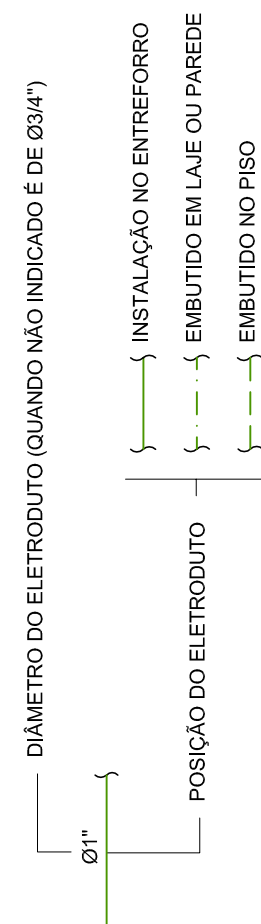 DIÂMETRO DO ELETRODUTO (QUANDO NÃO INDICADO É DE Ø3/4")
Ø1"
POSIÇÃO DO ELETRODUTO
INSTALAÇÃO NO ENTREFORRO
EMBUTIDO EM LAJE OU PAREDE
EMBUTIDO NO PISO